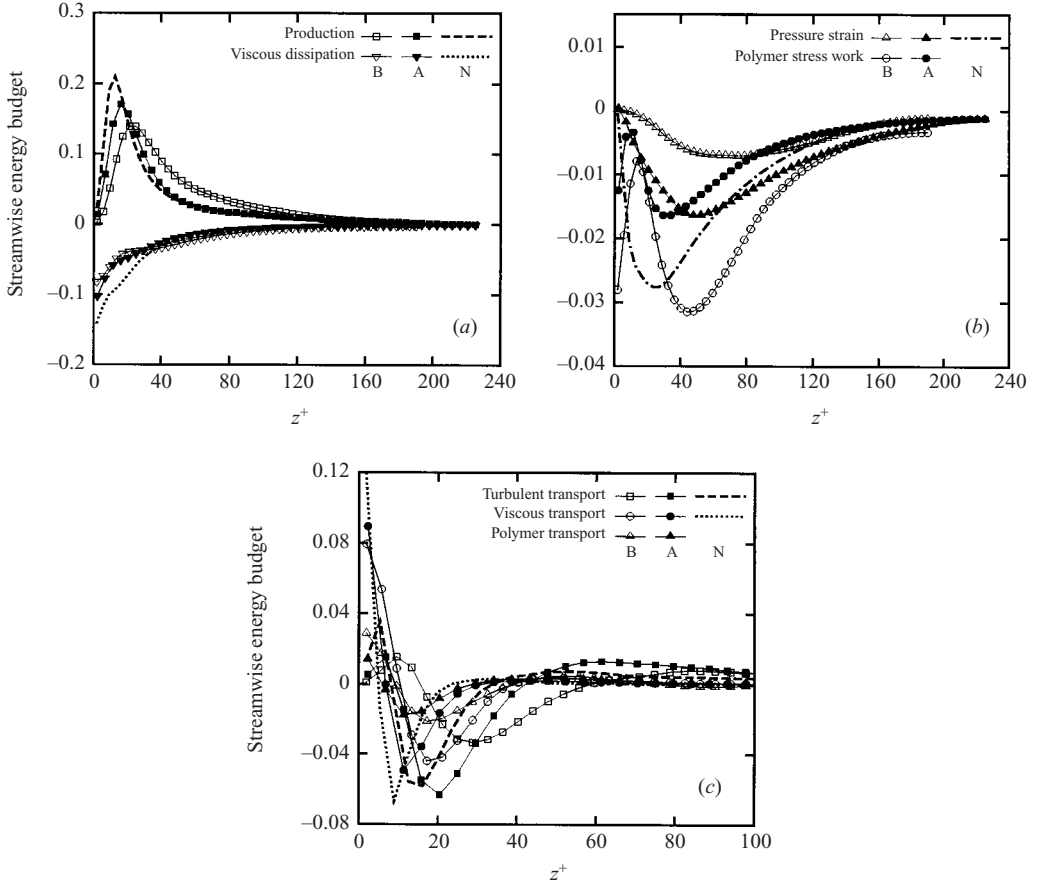 0.3
0.2
0.1
0
–0.1
–0.2
Streamwise energy budget
Production
Viscous dissipation
B A N
(a)
0 40 80 120 160 200 240
z+
0.01
0
–0.01
–0.02
–0.03
–0.04
Pressure strain
Polymer stress work
B A N
(b)
0 40 80 120 160 200 240
z+
0.12
0.08
0.04
0
–0.04
–0.08
Streamwise energy budget
Turbulent transport
Viscous transport
Polymer transport
B A N
(c)
0 20 40 60 80 100
z+